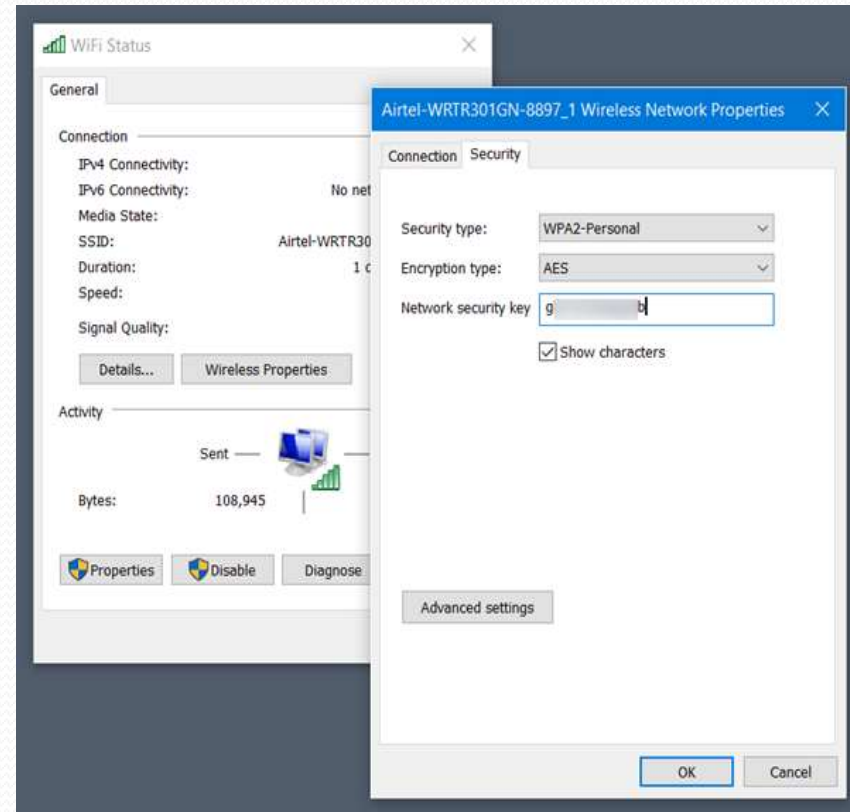 WiFi Status
General
Connection
IPv4 Connectivity:
IPv6 Connectivity: No net
Media State:
SSID: Airtel-WRTR30
Duration: 1 d
Speed:
Signal Quality:
Details... Wireless Properties
Activity
Sent
Bytes: 108,945
Properties Disable Diagnose
Airtel-WRTR301GN-8897_1 Wireless Network Properties
Connection Security
Security type: WPA2-Personal
Encryption type: AES
Network security key g b
Show characters
Advanced settings
OK Cancel